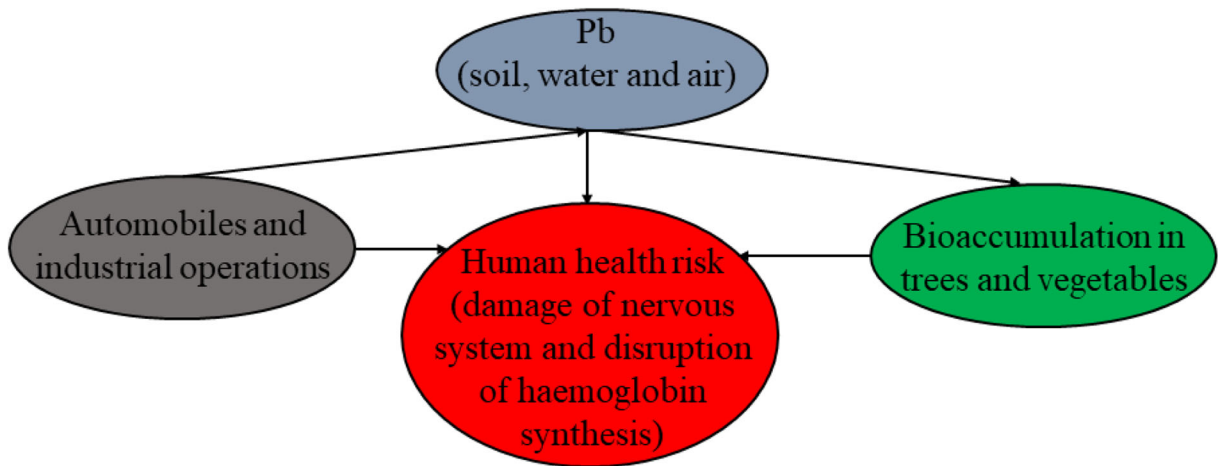 Pb
(soil, water and air)
Automobiles and
industrial operations
Human health risk
(damage of nervous
system and disruption
of haemoglobin
synthesis)
Bioaccumulation in
trees and vegetables